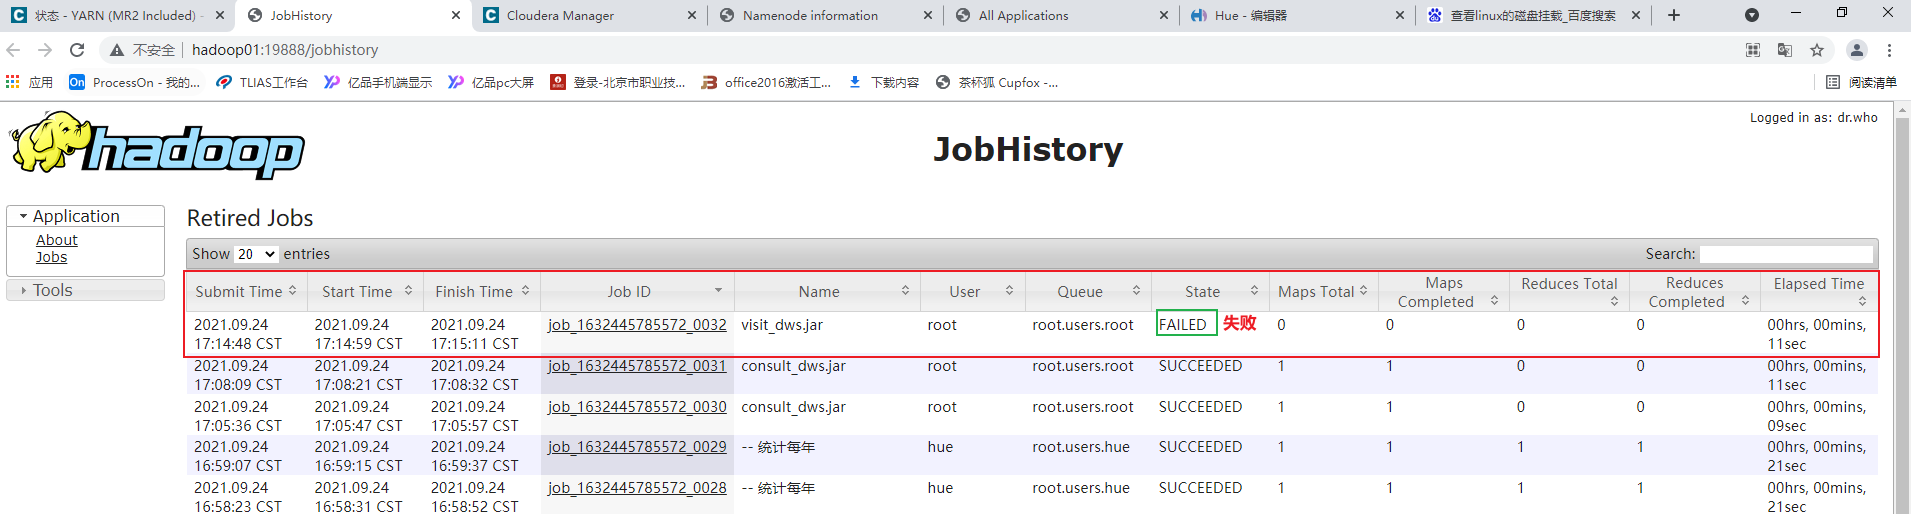 状态 - YARN (MR2 Included) -
JobHistory
Cloudera Manager
Namenode information
All Applications
Hue - 编辑器
查看linux的磁盘挂载_百度搜索
不安全
hadoop01:19888/jobhistory
应用
On
ProcessOn - 我的...
TLIAS工作台
亿品手机端显示
亿品pc大屏
登录-北京市职业技...
office2016激活工...
下载内容
茶杯狐 Cupfox -...
阅读清单
hadoop
JobHistory
Logged in as: dr.who
Application
About
Jobs
Tools
Retired Jobs
Show 20 entries
Search:
Submit Time Start Time Finish Time Job ID Name User Queue State Maps Total Maps Completed Reduces Total Reduces Completed Elapsed Time
2021.09.24 17:14:48 CST 2021.09.24 17:14:59 CST 2021.09.24 17:15:11 CST job_1632445785572_0032 visit_dws.jar root root.users.root FAILED 失败 0 0 0 0 00hrs, 00mins, 11sec
2021.09.24 17:08:09 CST 2021.09.24 17:08:21 CST 2021.09.24 17:08:32 CST job_1632445785572_0031 consult_dws.jar root root.users.root SUCCEEDED 1 1 0 0 00hrs, 00mins, 11sec
2021.09.24 17:05:36 CST 2021.09.24 17:05:47 CST 2021.09.24 17:05:57 CST job_1632445785572_0030 consult_dws.jar root root.users.root SUCCEEDED 1 1 0 0 00hrs, 00mins, 09sec
2021.09.24 16:59:07 CST 2021.09.24 16:59:15 CST 2021.09.24 16:59:37 CST job_1632445785572_0029 -- 统计每年 hue root.users.hue SUCCEEDED 1 1 1 1 00hrs, 00mins, 21sec
2021.09.24 16:58:23 CST 2021.09.24 16:58:31 CST 2021.09.24 16:58:52 CST job_1632445785572_0028 -- 统计每年 hue root.users.hue SUCCEEDED 1 1 1 1 00hrs, 00mins, 21sec